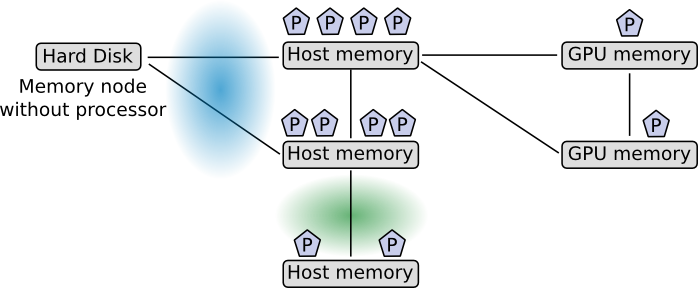 P P P P
P
Hard Disk
Host memory
GPU memory
Memory node
without processor
P P P P
P
Host memory
GPU memory
P P
Host memory